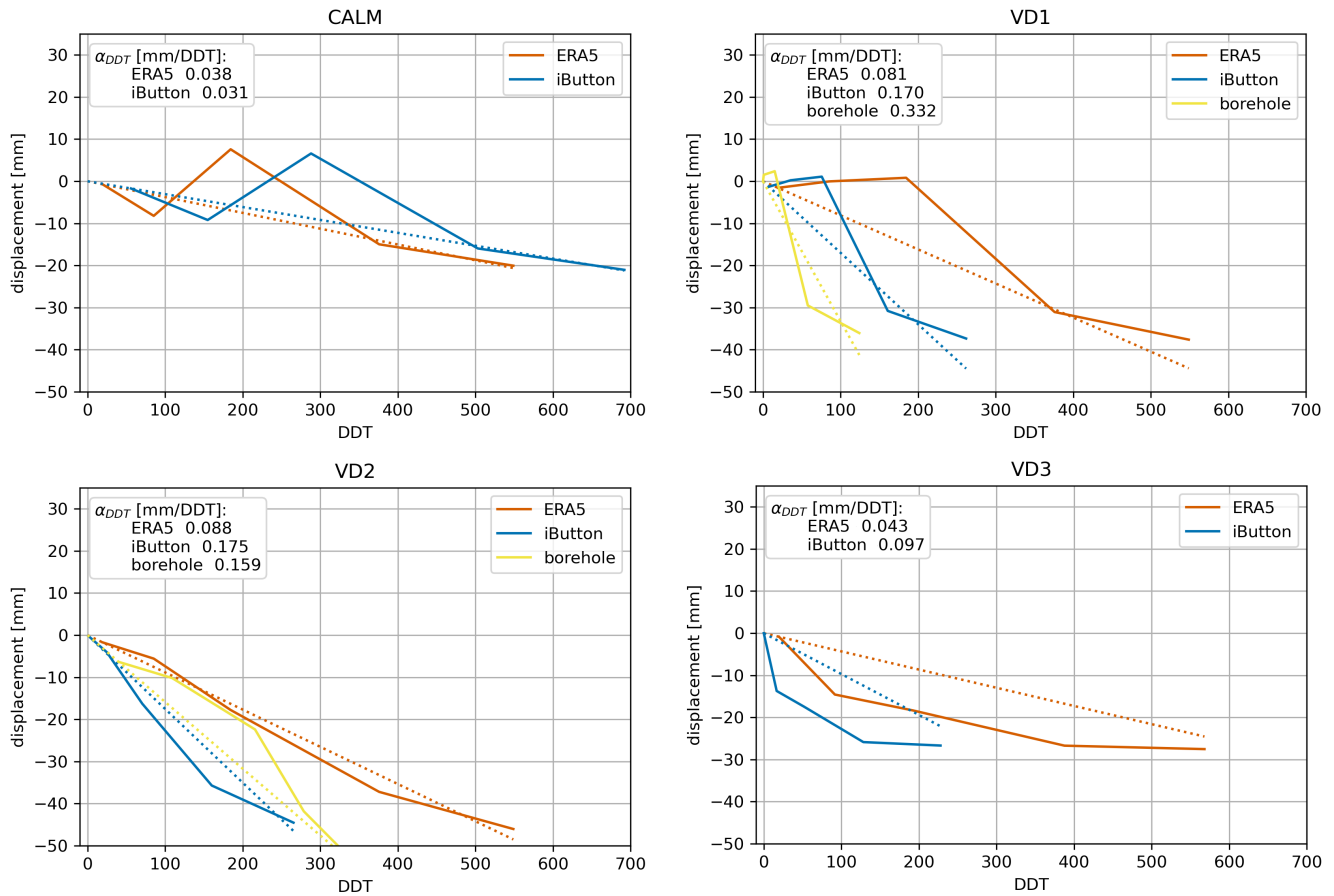 CALM
α_DDT [mm/DDT]:
ERA5 0.038
iButton 0.031
ERA5
iButton
30
20
10
0
−10
−20
−30
−40
−50
displacement [mm]
0 100 200 300 400 500 600 700
DDT
VD1
α_DDT [mm/DDT]:
ERA5 0.081
iButton 0.170
borehole 0.332
ERA5
iButton
borehole
30
20
10
0
−10
−20
−30
−40
−50
displacement [mm]
0 100 200 300 400 500 600 700
DDT
VD2
α_DDT [mm/DDT]:
ERA5 0.088
iButton 0.175
borehole 0.159
ERA5
iButton
borehole
30
20
10
0
−10
−20
−30
−40
−50
displacement [mm]
0 100 200 300 400 500 600 700
DDT
VD3
α_DDT [mm/DDT]:
ERA5 0.043
iButton 0.097
ERA5
iButton
30
20
10
0
−10
−20
−30
−40
−50
displacement [mm]
0 100 200 300 400 500 600 700
DDT